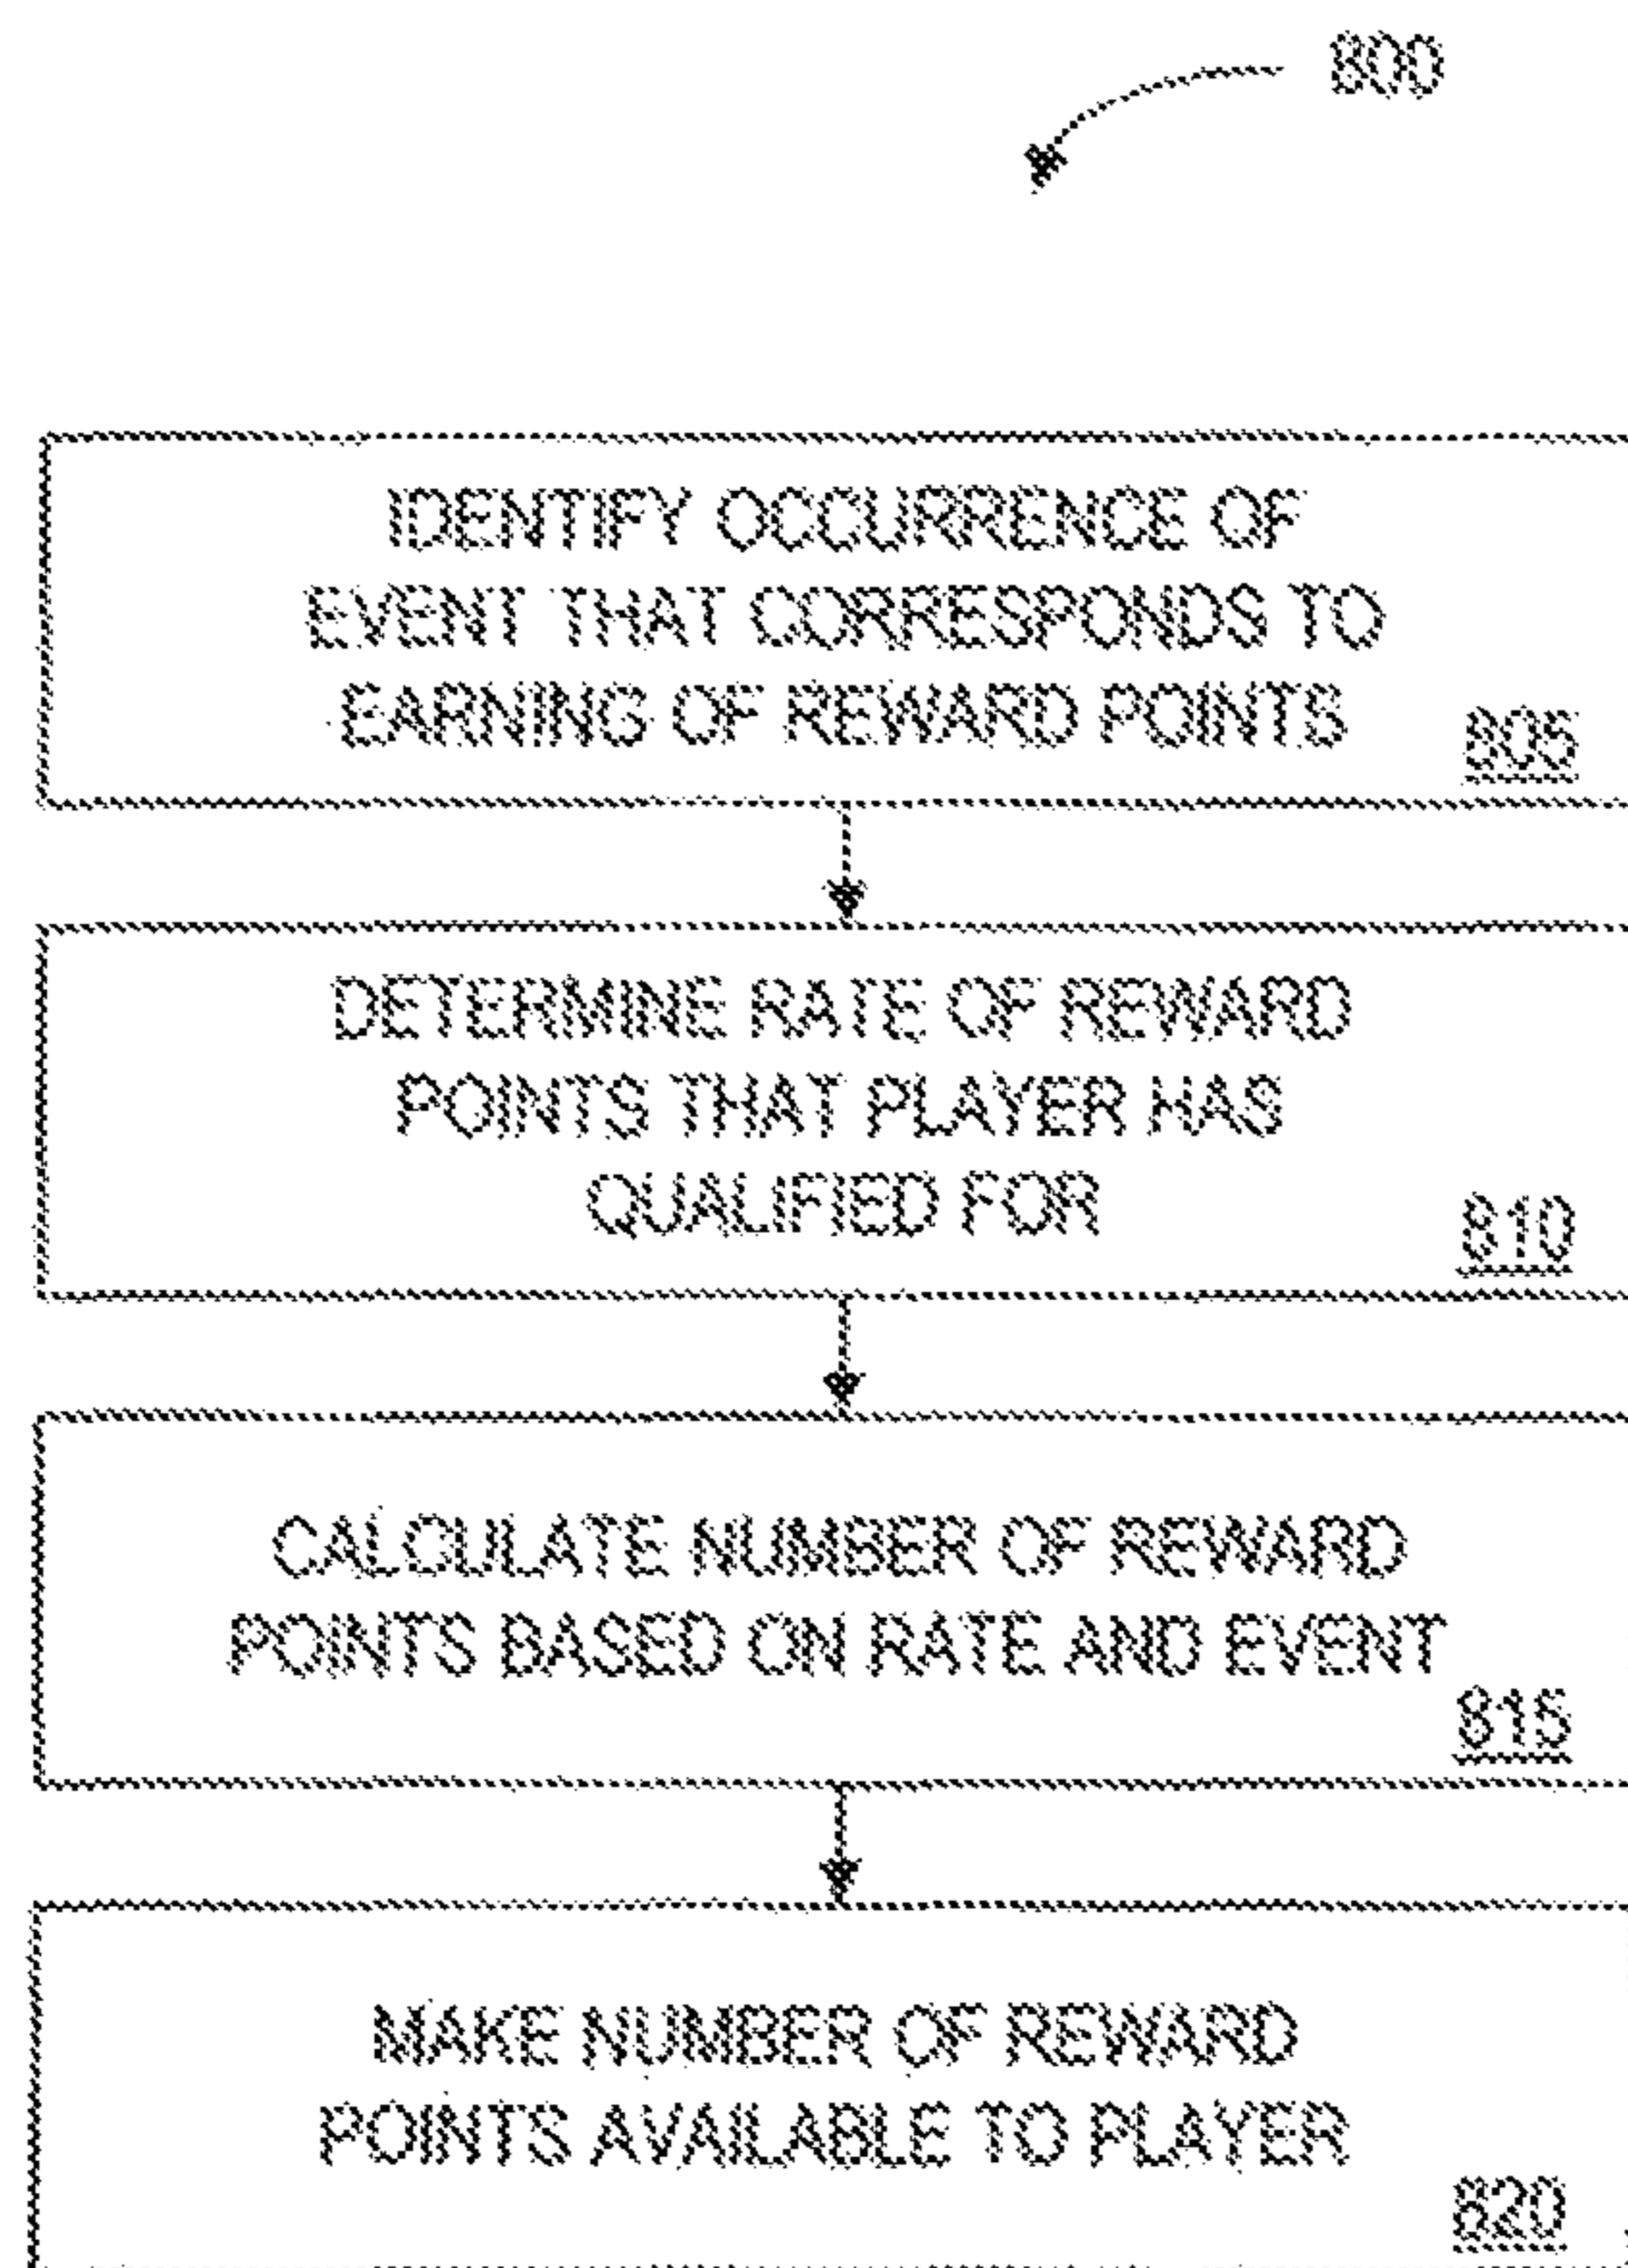 800
IDENTIFY OCCURRENCE OF
EVENT THAT CORRESPONDS TO
EARNING OF REWARD POINTS
805
DETERMINE RATE OF REWARD
POINTS THAT PLAYER HAS
QUALIFIED FOR
810
CALCULATE NUMBER OF REWARD
POINTS BASED ON RATE AND EVENT
815
MAKE NUMBER OF REWARD
POINTS AVAILABLE TO PLAYER
820